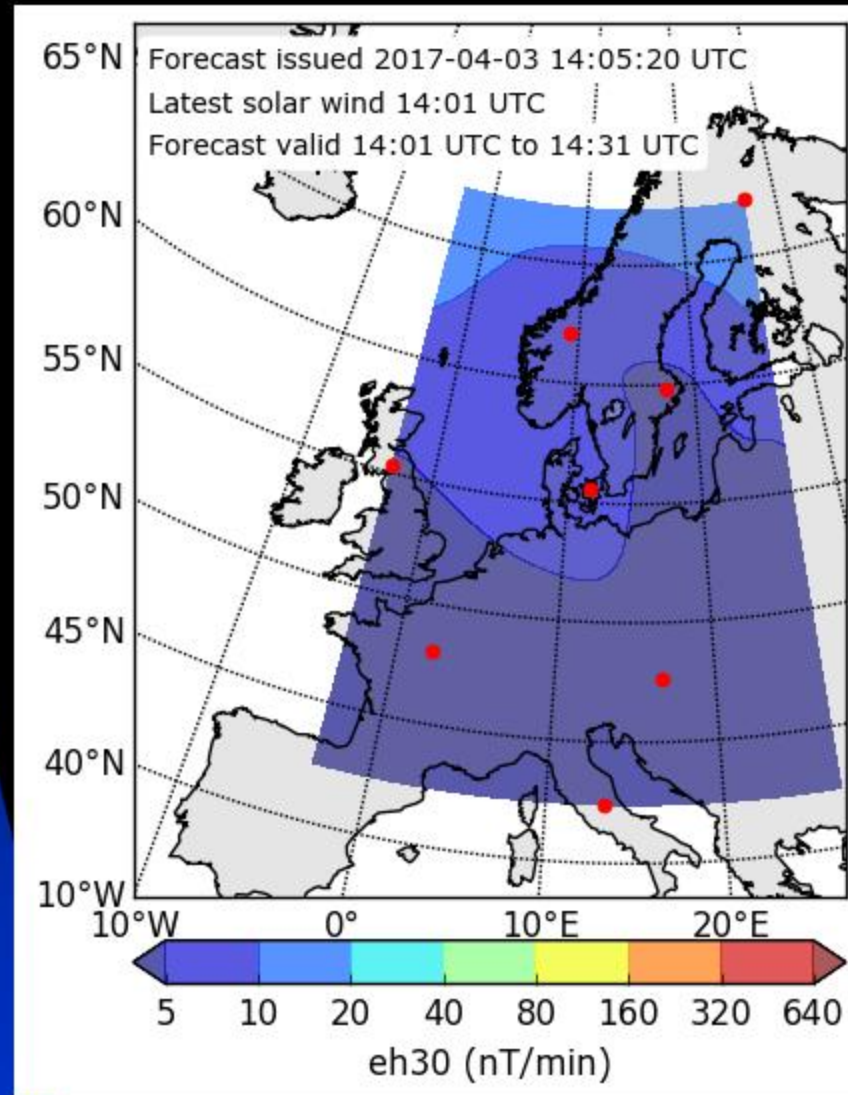 65°N
Forecast issued 2017-04-03 14:05:20 UTC
Latest solar wind 14:01 UTC
Forecast valid 14:01 UTC to 14:31 UTC
60°N
55°N
50°N
45°N
40°N
10°W
10°W 0° 10°E 20°E
5 10 20 40 80 160 320 640
eh30 (nT/min)